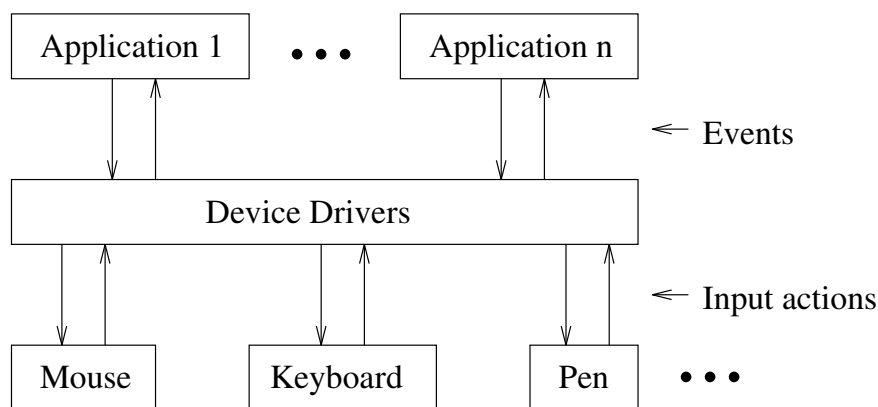 Application 1
Application n
Events
Device Drivers
Input actions
Mouse
Keyboard
Pen